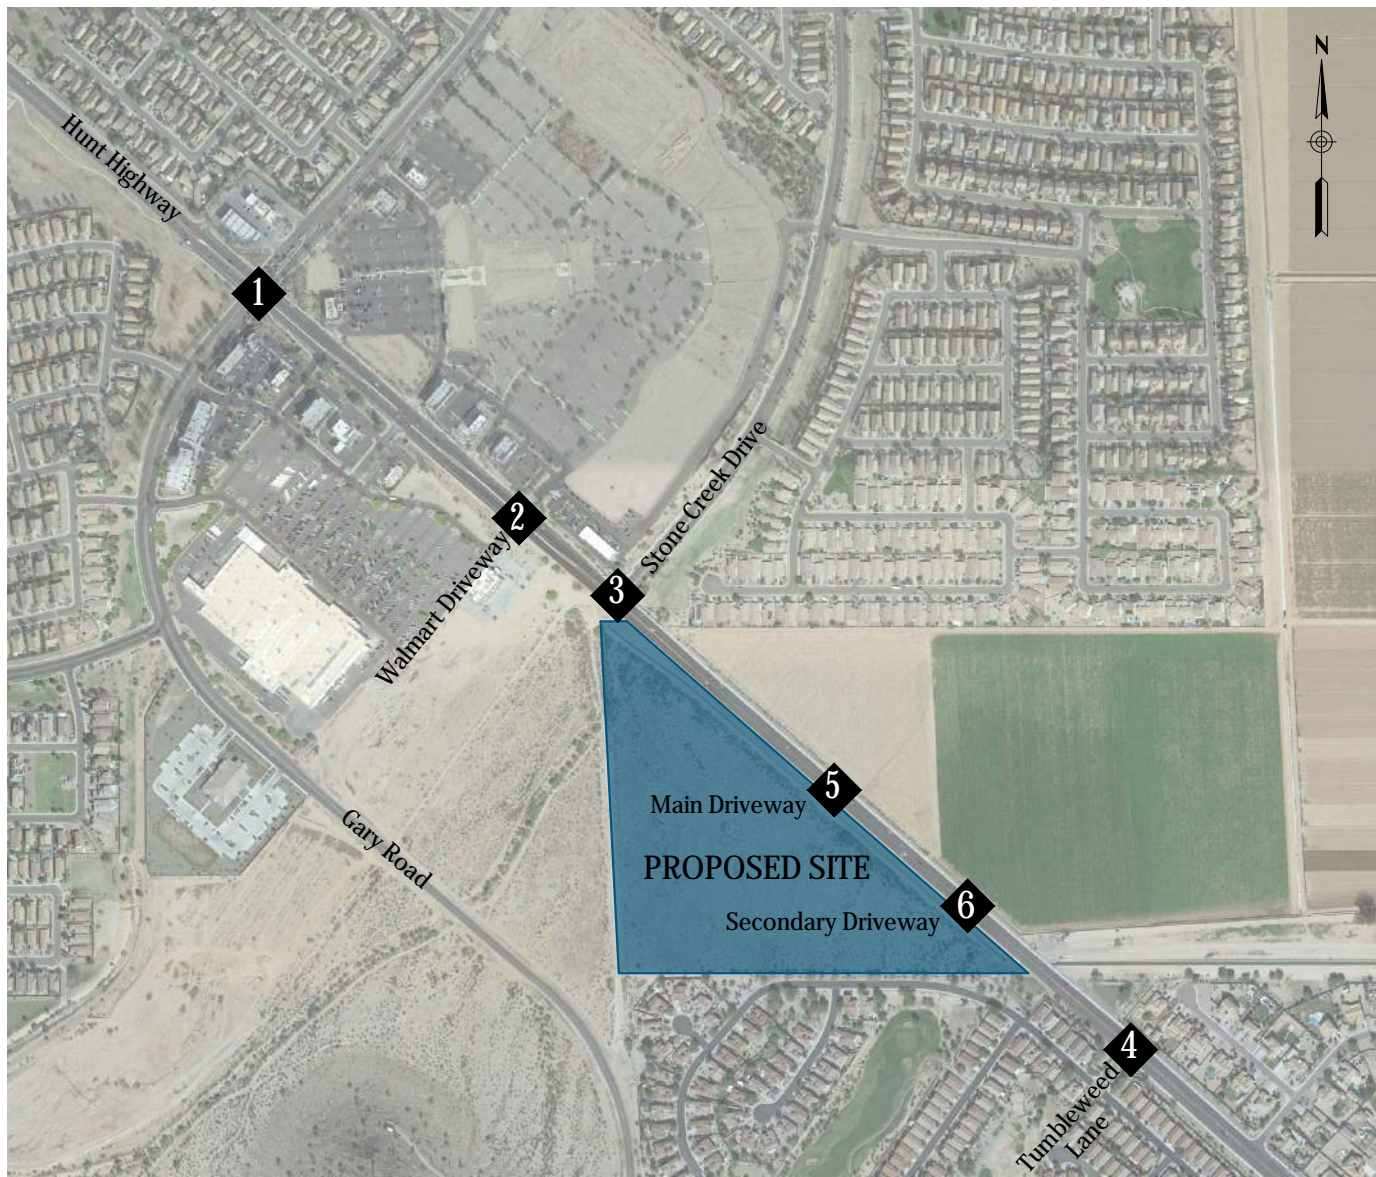 N
Hunt Highway
1
2
Stone Creek Drive
Walmart Driveway
3
5
Main Driveway
Gary Road
PROPOSED SITE
6
Secondary Driveway
4
Tumbleweed
Lane